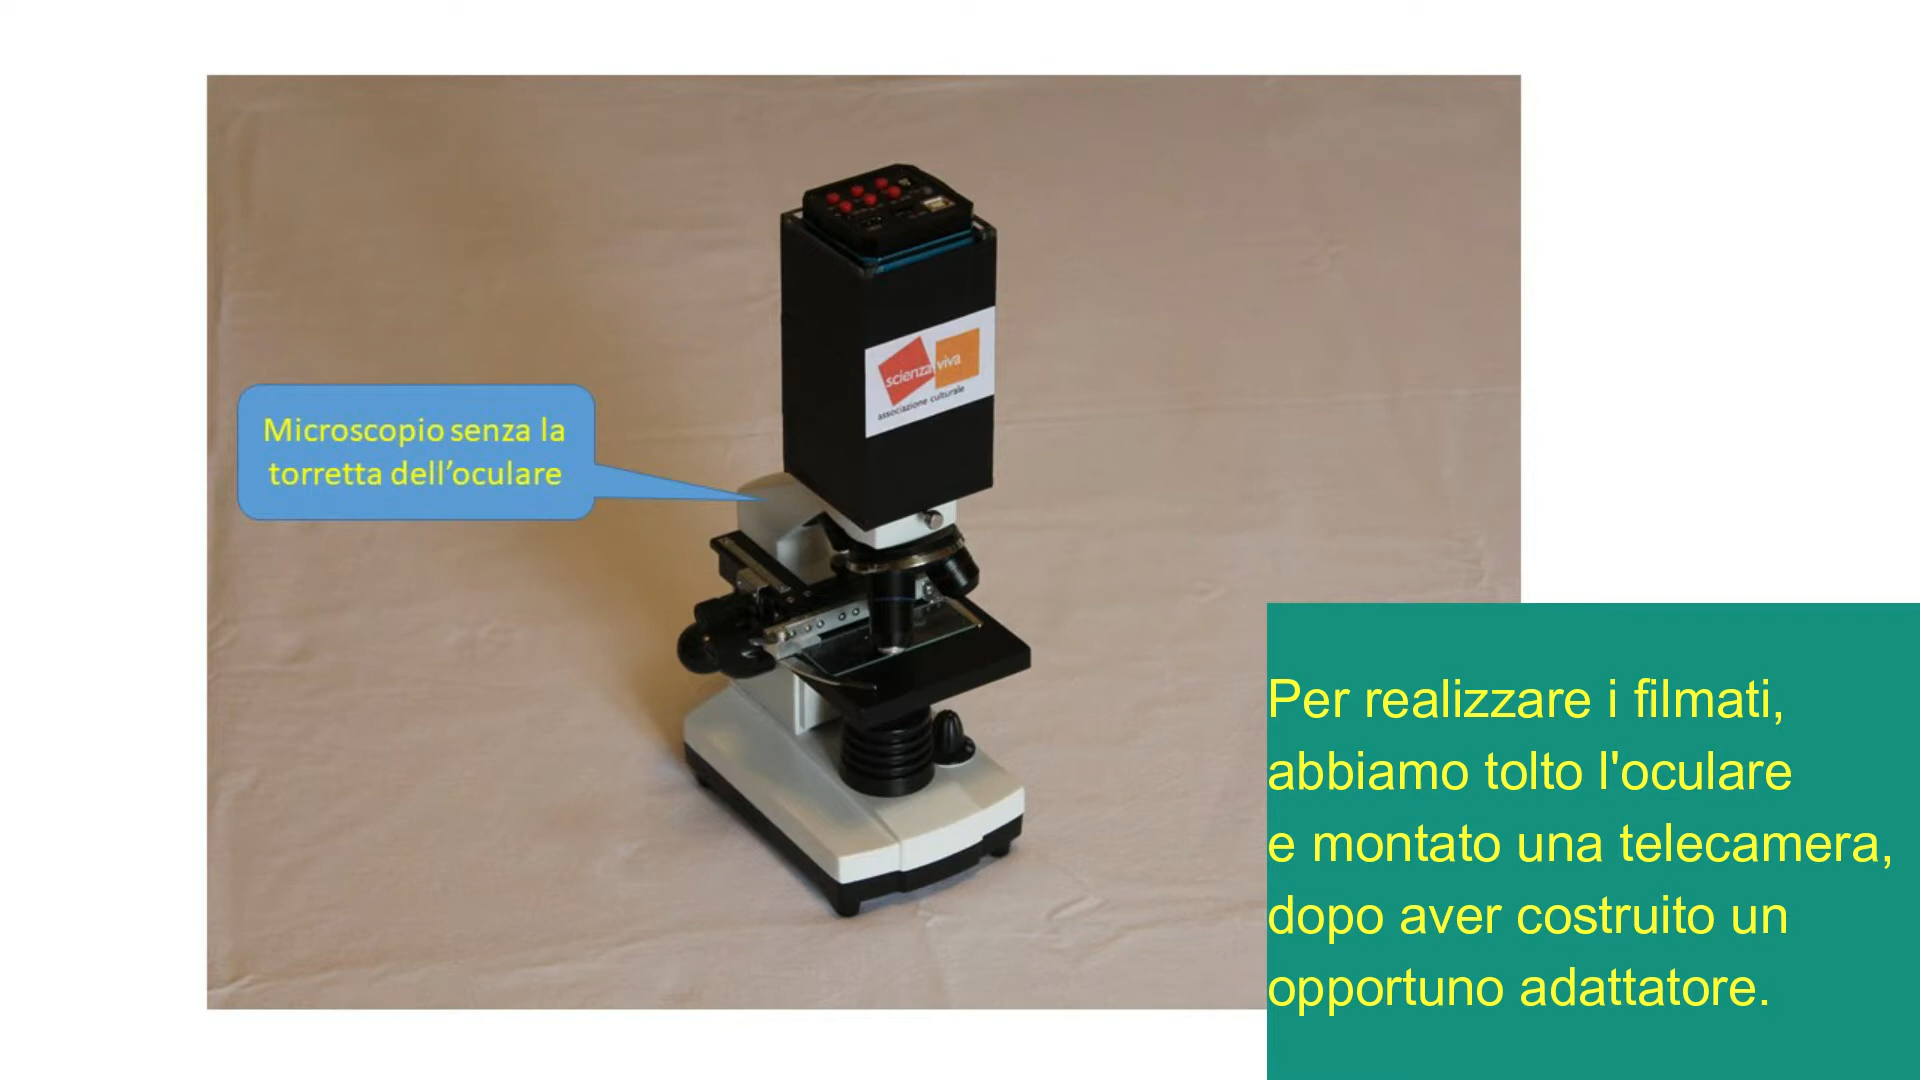 scienza viva
associazione culturale
Microscopio senza la
torretta dell’oculare
Per realizzare i filmati,
abbiamo tolto l'oculare
e montato una telecamera,
dopo aver costruito un
opportuno adattatore.